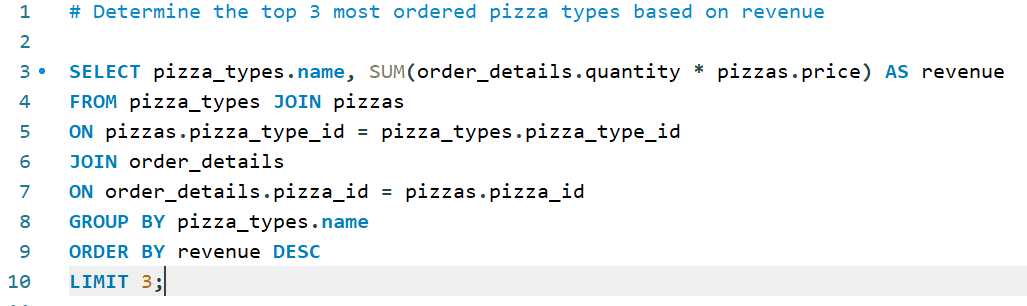 1 # Determine the top 3 most ordered pizza types based on revenue
2
3 SELECT pizza_types.name, SUM(order_details.quantity * pizzas.price) AS revenue
4 FROM pizza_types JOIN pizzas
5 ON pizzas.pizza_type_id = pizza_types.pizza_type_id
6 JOIN order_details
7 ON order_details.pizza_id = pizzas.pizza_id
8 GROUP BY pizza_types.name
9 ORDER BY revenue DESC
10 LIMIT 3;